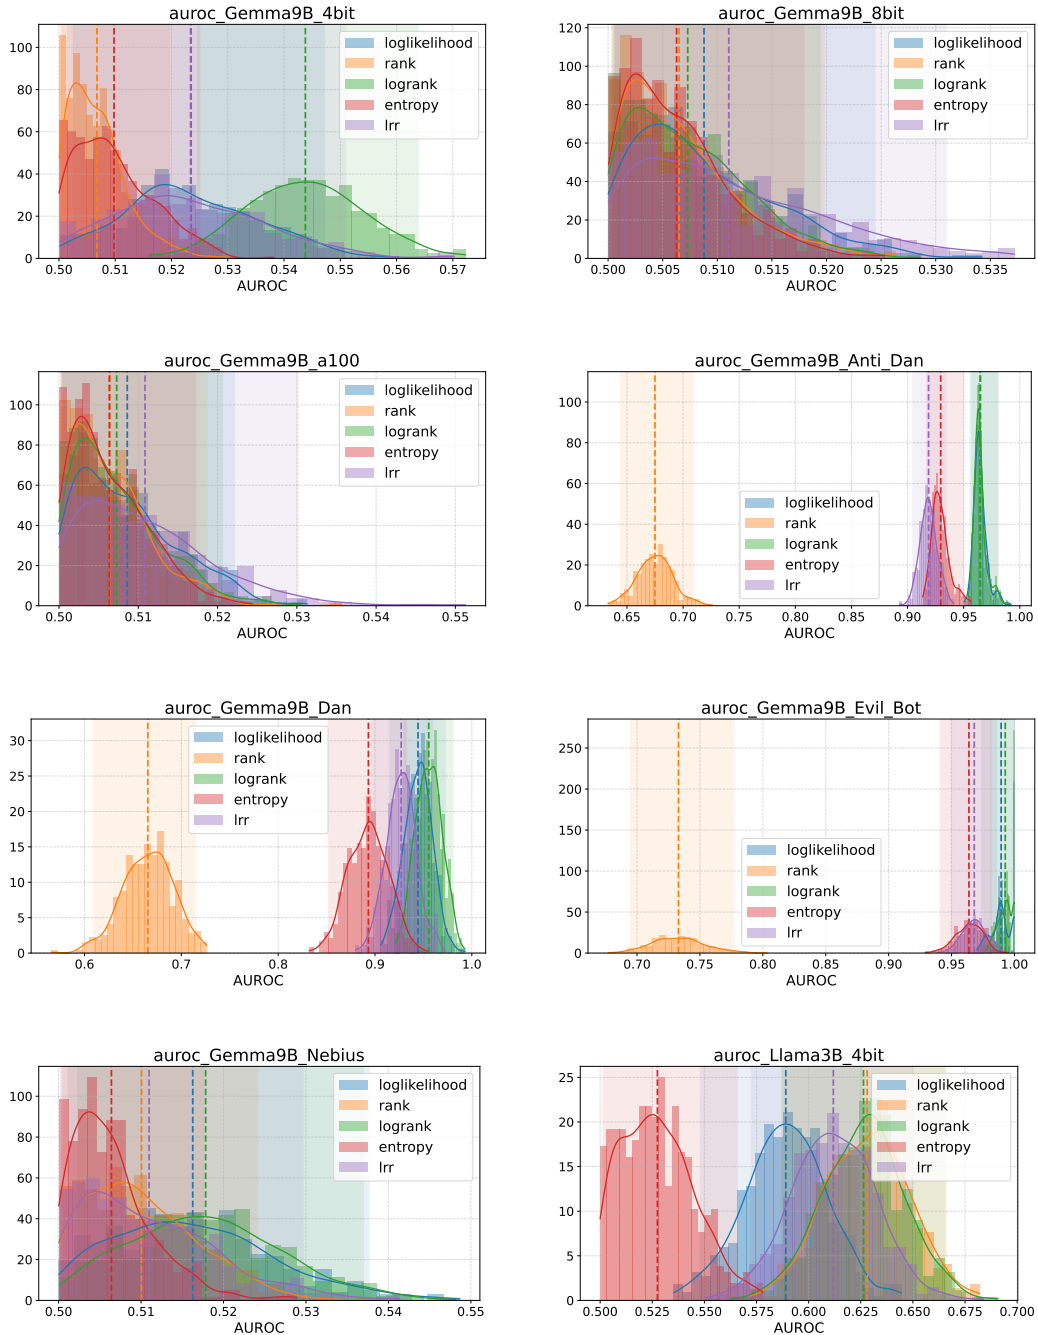 auroc_Gemma9B_4bit
100
80
60
40
20
0
0.50
0.51
0.52
0.53
0.54
0.55
0.56
0.57
AUROC
loglikelihood
rank
logrank
entropy
lrr
auroc_Gemma9B_8bit
120
100
80
60
40
20
0
0.500
0.505
0.510
0.515
0.520
0.525
0.530
0.535
AUROC
loglikelihood
rank
logrank
entropy
lrr
auroc_Gemma9B_a100
100
80
60
40
20
0
0.50
0.51
0.52
0.53
0.54
0.55
AUROC
loglikelihood
rank
logrank
entropy
lrr
auroc_Gemma9B_Anti_Dan
100
80
60
40
20
0
0.65
0.70
0.75
0.80
0.85
0.90
0.95
1.00
AUROC
loglikelihood
rank
logrank
entropy
lrr
auroc_Gemma9B_Dan
30
25
20
15
10
5
0
0.6
0.7
0.8
0.9
1.0
AUROC
loglikelihood
rank
logrank
entropy
lrr
auroc_Gemma9B_Evil_Bot
250
200
150
100
50
0
0.70
0.75
0.80
0.85
0.90
0.95
1.00
AUROC
loglikelihood
rank
logrank
entropy
lrr
auroc_Gemma9B_Nebius
100
80
60
40
20
0
0.50
0.51
0.52
0.53
0.54
0.55
AUROC
loglikelihood
rank
logrank
entropy
lrr
auroc_Llama3B_4bit
25
20
15
10
5
0
0.500
0.525
0.550
0.575
0.600
0.625
0.650
0.675
0.700
AUROC
loglikelihood
rank
logrank
entropy
lrr